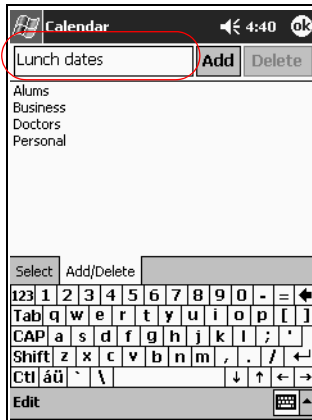 Calendar 4:40 ok
Lunch dates Add Delete
Alums
Business
Doctors
Personal
Select Add/Delete
123 1 2 3 4 5 6 7 8 9 0 - =
Tab q w e r t y u i o p [ ]
CAP a s d f g h j k l ; '
Shift z x c v b n m , . /
Ctl áü ` \
Edit